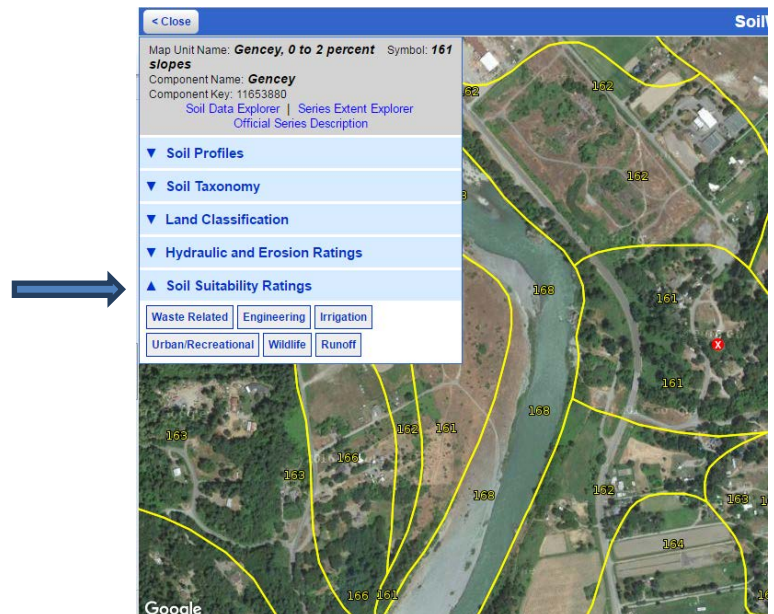 < Close
SoilW
Map Unit Name: Gencey, 0 to 2 percent slopes Symbol: 161
Component Name: Gencey
Component Key: 11653880
Soil Data Explorer | Series Extent Explorer
Official Series Description
▼ Soil Profiles
▼ Soil Taxonomy
▼ Land Classification
▼ Hydraulic and Erosion Ratings
▲ Soil Suitability Ratings
Waste Related Engineering Irrigation
Urban/Recreational Wildlife Runoff
162
162
162
168
161
X
161
168
163
162
161
166
163
168
162
163
164
166
161
Google